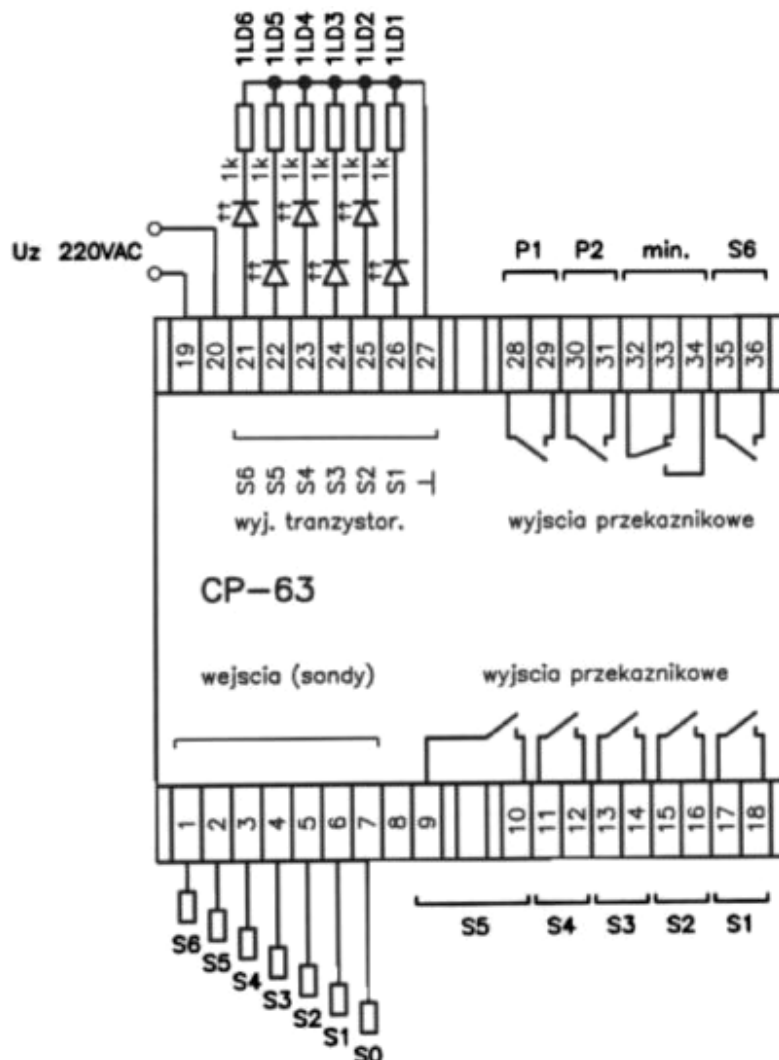 1LD6 1LD5 1LD4 1LD3 1LD2 1LD1
1k 1k 1k 1k 1k 1k
Uz 220VAC
P1 P2 min. S6
19 20 21 22 23 24 25 26 27 28 29 30 31 32 33 34 35 36
S6 S5 S4 S3 S2 S1
wyj. tranzystor. wyjscia przekaznikowe
CP-63
wejscia (sondy) wyjscia przekaznikowe
1 2 3 4 5 6 7 8 9 10 11 12 13 14 15 16 17 18
S5 S4 S3 S2 S1
S6
S5
S4
S3
S2
S1
S0